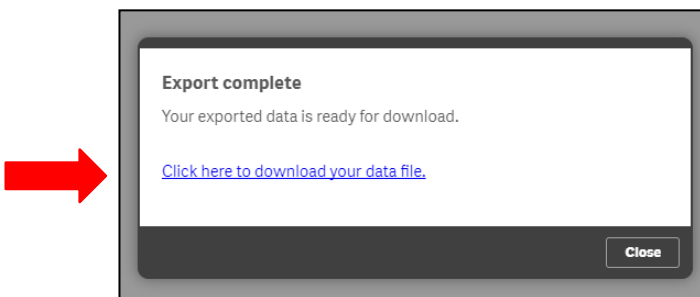 Export complete
Your exported data is ready for download.
Click here to download your data file.
Close